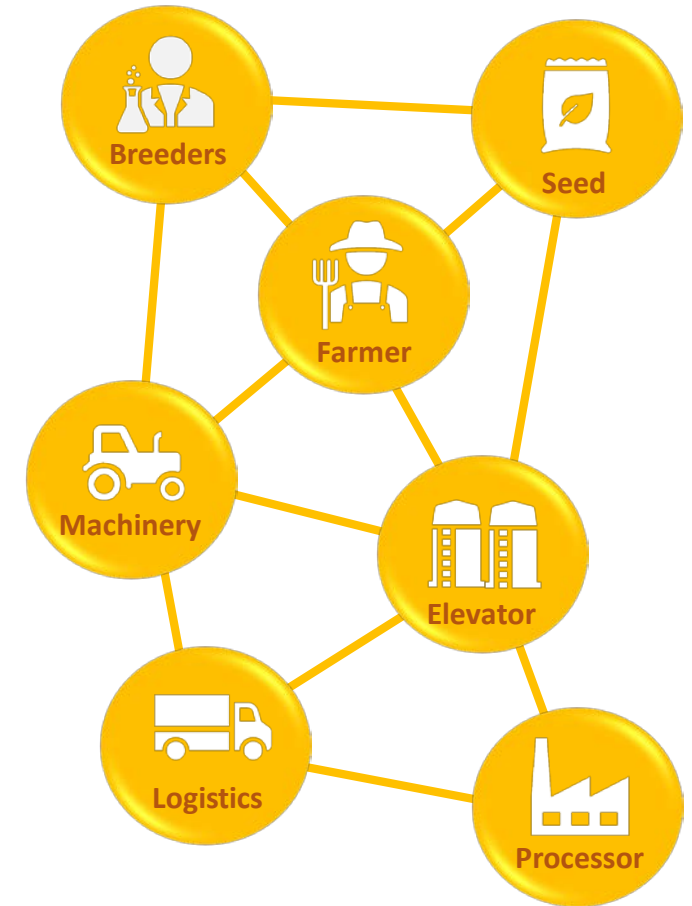 Breeders
Seed
Farmer
Machinery
Elevator
Logistics
Processor